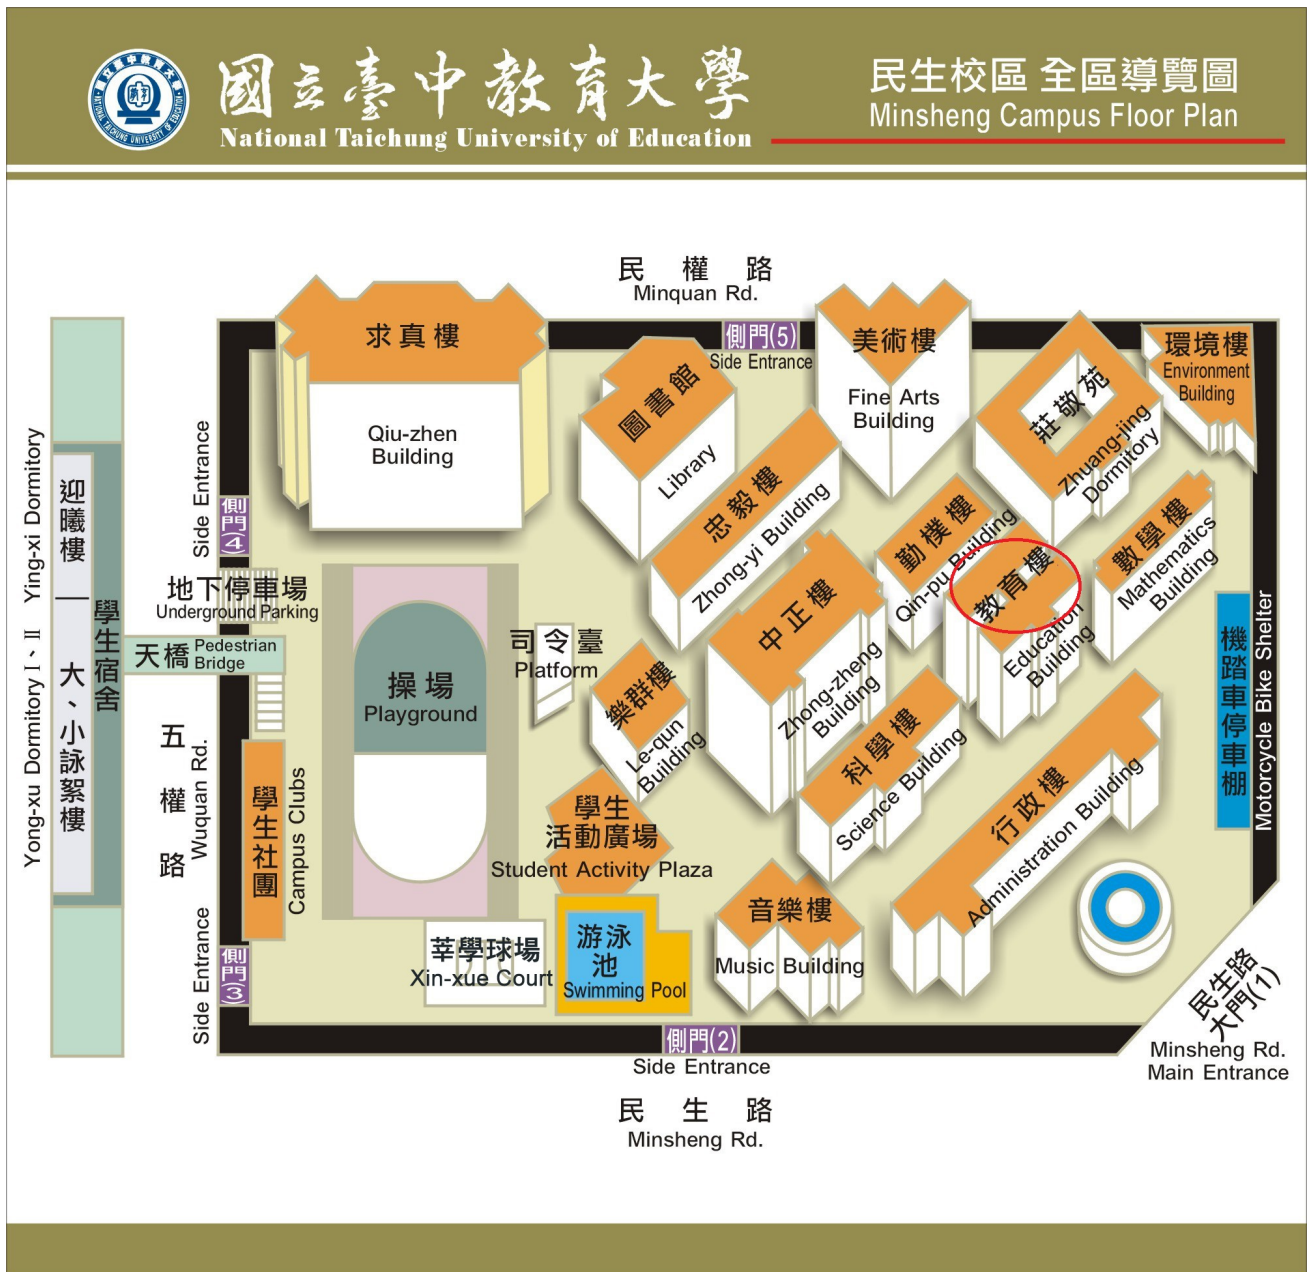 國立臺中教育大學
National Taichung University of Education
民生校區 全區導覽圖
Minsheng Campus Floor Plan
NATIONAL TAICHUNG UNIVERSITY OF EDUCATION
民 權 路
Minquan Rd.
求真樓
Qiu-zhen
Building
圖書館
Library
側門(5)
Side Entrance
美術樓
Fine Arts
Building
莊敬苑
Zhuang-jing
Dormitory
環境樓
Environment
Building
忠毅樓
Zhong-yi Building
勤樸樓
Qin-pu Building
教育樓
Education
Building
數學樓
Mathematics
Building
中正樓
Zhong-zheng
Building
科學樓
Science Building
行政樓
Administration Building
機踏車停車棚
Motorcycle Bike Shelter
Side Entrance
側門(4)
地下停車場
Underground Parking
天橋
Pedestrian
Bridge
迎曦樓
Ying-xi Dormitory
大、小詠絮樓
Yong-xu Dormitory I、II
學生宿舍
五權路
Wuquan Rd.
學生社團
Campus Clubs
操場
Playground
司令臺
Platform
樂群樓
Le-qun
Building
學生
活動廣場
Student Activity Plaza
莘學球場
Xin-xue Court
游泳
池
Swimming Pool
音樂樓
Music Building
Side Entrance
側門(3)
側門(2)
Side Entrance
民 生 路
Minsheng Rd.
民生路
大門(1)
Minsheng Rd.
Main Entrance